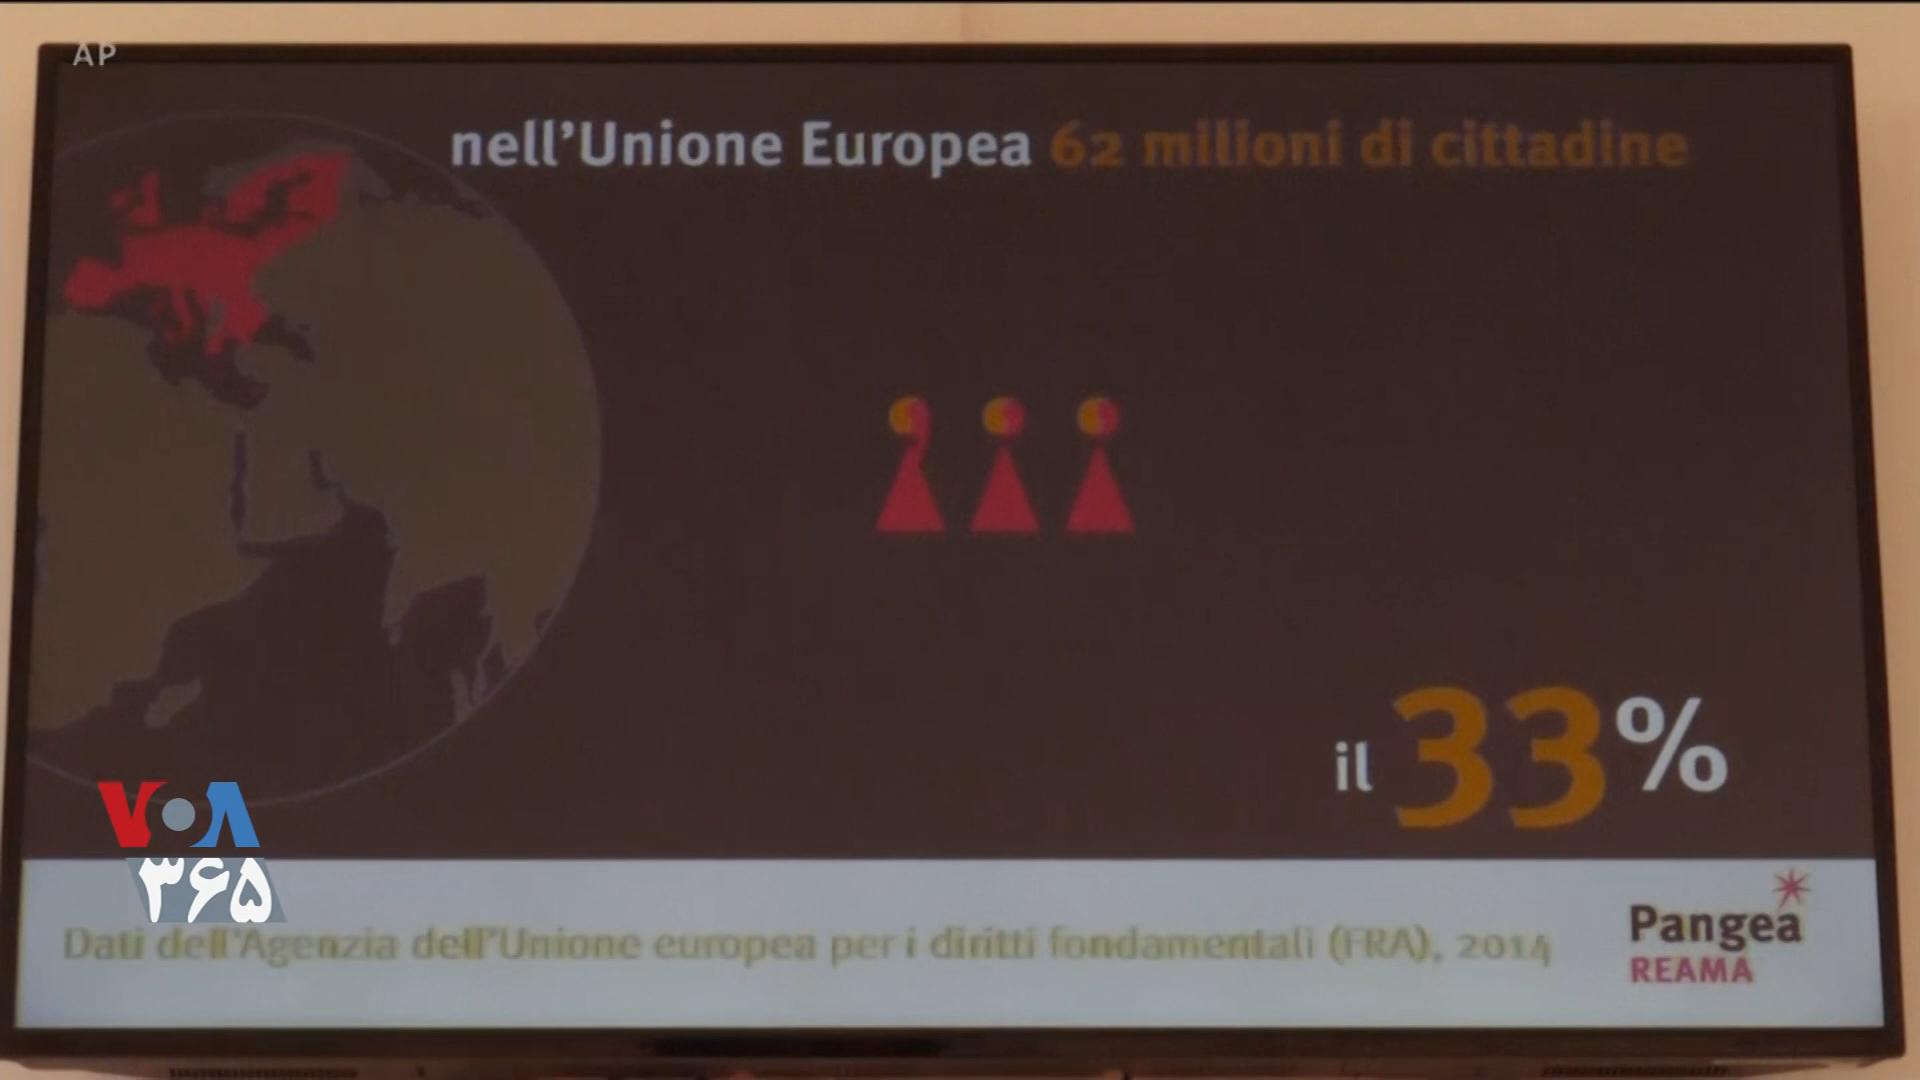 AP
nell'Unione Europea 62 milioni di cittadine
il 33%
VOA
۳۶۵
Dati dell'Agenzia dell'Unione europea per i diritti fondamentali (FRA), 2014
Pangea
REAMA